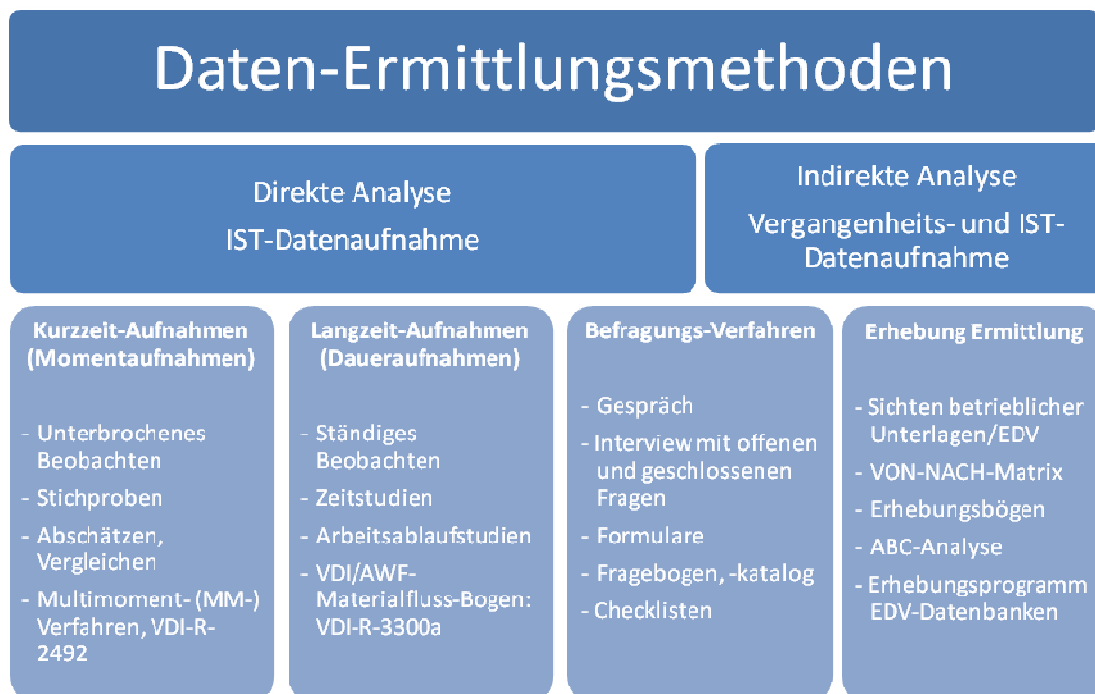 Daten-Ermittlungsmethoden
Direkte Analyse
IST-Datenaufnahme
Indirekte Analyse
Vergangenheits- und IST-
Datenaufnahme
Kurzzeit-Aufnahmen
(Momentaufnahmen)
- Unterbrochenes
Beobachten
- Stichproben
- Abschätzen,
Vergleichen
- Multimoment- (MM-)
Verfahren, VDI-R-
2492
Langzeit-Aufnahmen
(Daueraufnahmen)
- Ständiges
Beobachten
- Zeitstudien
- Arbeitsablaufstudien
- VDI/AWF-
Materialfluss-Bogen:
VDI-R-3300a
Befragungs-Verfahren
- Gespräch
- Interview mit offenen
und geschlossenen
Fragen
- Formulare
- Fragebogen, -katalog
- Checklisten
Erhebung Ermittlung
- Sichten betrieblicher
Unterlagen/EDV
- VON-NACH-Matrix
- Erhebungsbögen
- ABC-Analyse
- Erhebungsprogramm
EDV-Datenbanken